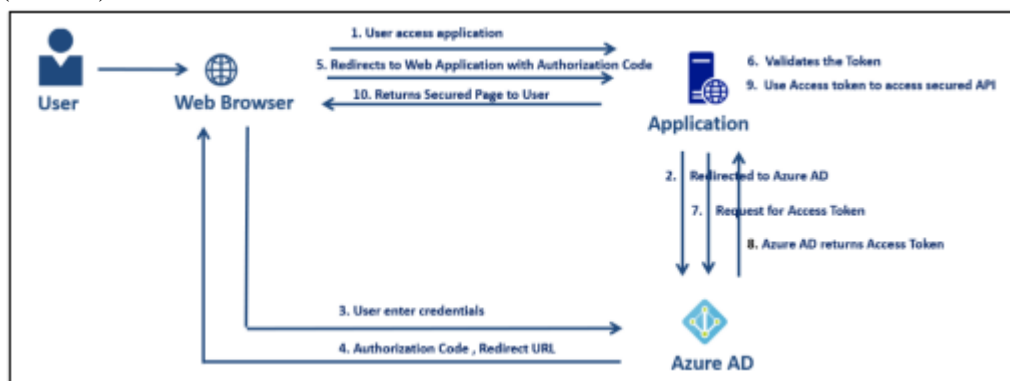 1. User access application
5. Redirects to Web Application with Authorization Code
6. Validates the Token
9. Use Access token to access secured API
10. Returns Secured Page to User
User
Web Browser
Application
2. Redirected to Azure AD
7. Request for Access Token
8. Azure AD returns Access Token
3. User enter credentials
4. Authorization Code , Redirect URL
Azure AD